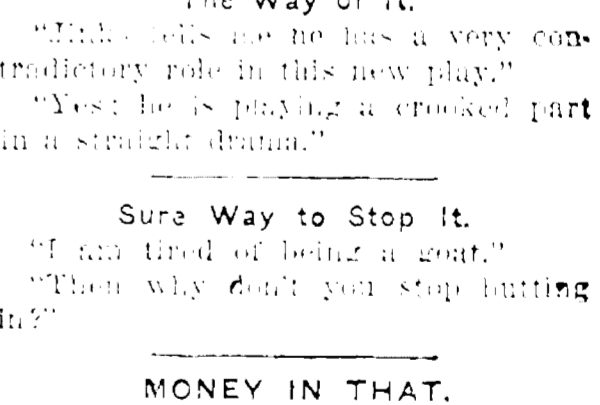 The Way of It.
"Jinks tells me he has a very con-
tradictory role in this new play."
"Yes; he is playing a crooked part
in a straight drama."
Sure Way to Stop It.
"I am tired of being a goat."
"Then why don't you stop butting
in?"
MONEY IN THAT.